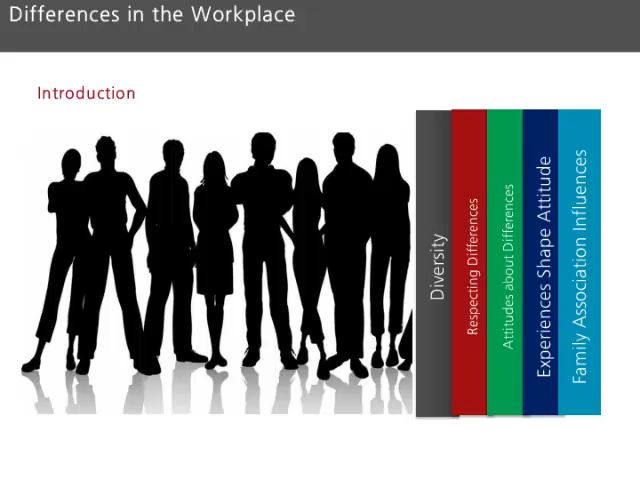 Differences in the Workplace
Introduction
Diversity
Respecting Differences
Attitudes about Differences
Experiences Shape Attitude
Family Association Influences